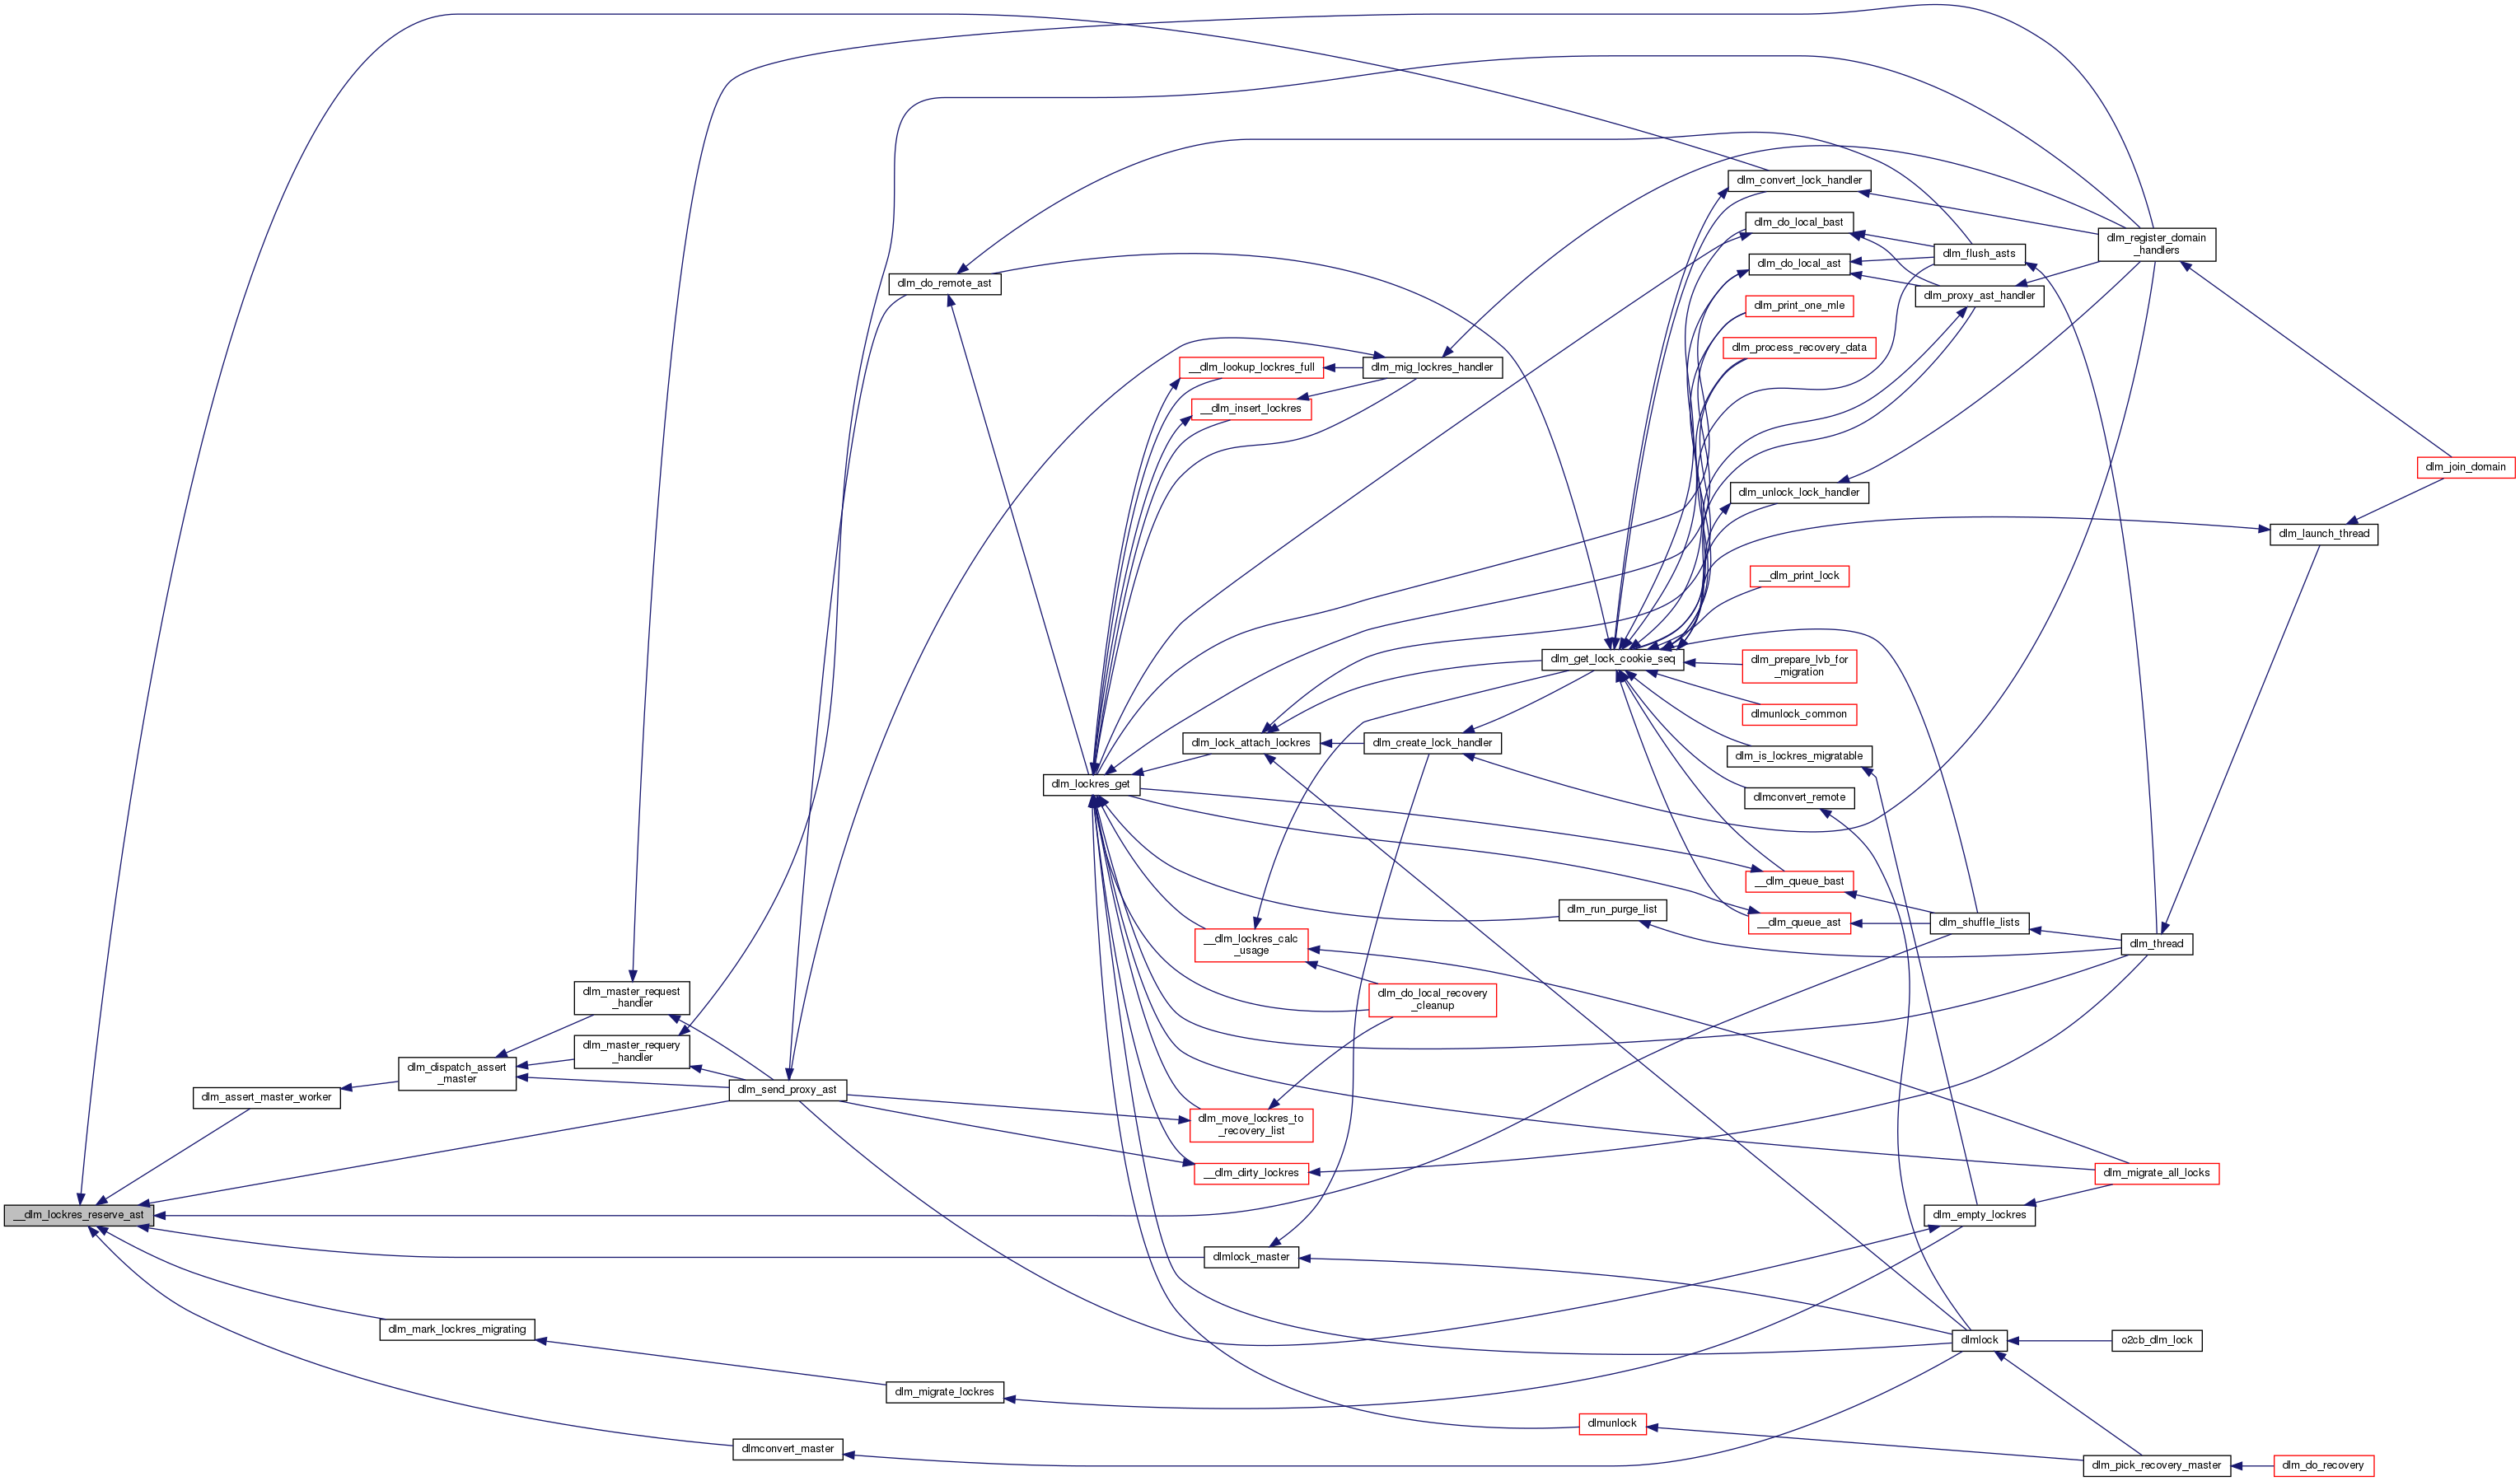 dlm_convert_lock_handler
dlm_do_local_bast
dlm_register_domain
_handlers
dlm_flush_asts
dlm_do_local_ast
dlm_do_remote_ast
dlm_proxy_ast_handler
dlm_print_one_mle
dlm_process_recovery_data
__dlm_lookup_lockres_full
dlm_mig_lockres_handler
__dlm_insert_lockres
dlm_join_domain
dlm_unlock_lock_handler
dlm_launch_thread
__dlm_print_lock
dlm_get_lock_cookie_seq
dlm_prepare_lvb_for
_migration
dlmunlock_common
dlm_lock_attach_lockres
dlm_create_lock_handler
dlm_is_lockres_migratable
dlm_lockres_get
dlmconvert_remote
__dlm_queue_bast
dlm_run_purge_list
__dlm_queue_ast
dlm_shuffle_lists
__dlm_lockres_calc
_usage
dlm_thread
dlm_master_request
_handler
dlm_do_local_recovery
_cleanup
dlm_master_requery
_handler
dlm_dispatch_assert
_master
dlm_assert_master_worker
dlm_send_proxy_ast
dlm_move_lockres_to
_recovery_list
__dlm_dirty_lockres
dlm_migrate_all_locks
__dlm_lockres_reserve_ast
dlm_empty_lockres
dlmlock_master
dlm_mark_lockres_migrating
dlmlock
o2cb_dlm_lock
dlm_migrate_lockres
dlmunlock
dlmconvert_master
dlm_pick_recovery_master
dlm_do_recovery